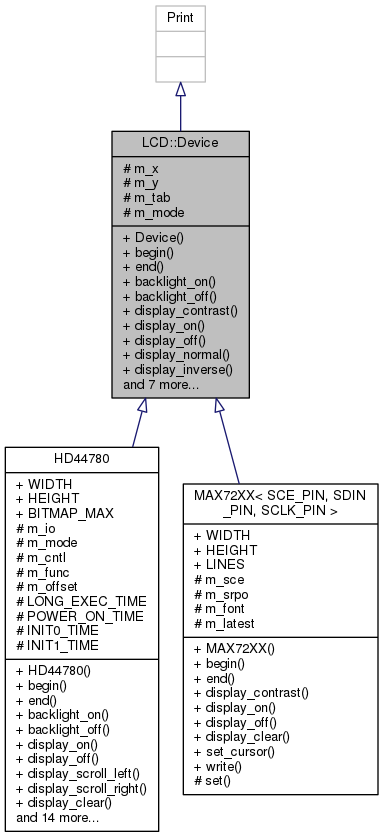 Print
LCD::Device
# m_x
# m_y
# m_tab
# m_mode
+ Device()
+ begin()
+ end()
+ backlight_on()
+ backlight_off()
+ display_contrast()
+ display_on()
+ display_off()
+ display_normal()
+ display_inverse()
and 7 more...
HD44780
+ WIDTH
+ HEIGHT
+ BITMAP_MAX
# m_io
# m_mode
# m_cntl
# m_func
# m_offset
# LONG_EXEC_TIME
# POWER_ON_TIME
# INIT0_TIME
# INIT1_TIME
+ HD44780()
+ begin()
+ end()
+ backlight_on()
+ backlight_off()
+ display_on()
+ display_off()
+ display_scroll_left()
+ display_scroll_right()
+ display_clear()
and 14 more...
MAX72XX< SCE_PIN, SDIN
_PIN, SCLK_PIN >
+ WIDTH
+ HEIGHT
+ LINES
# m_sce
# m_srpo
# m_font
# m_latest
+ MAX72XX()
+ begin()
+ end()
+ display_contrast()
+ display_on()
+ display_off()
+ display_clear()
+ set_cursor()
+ write()
# set()